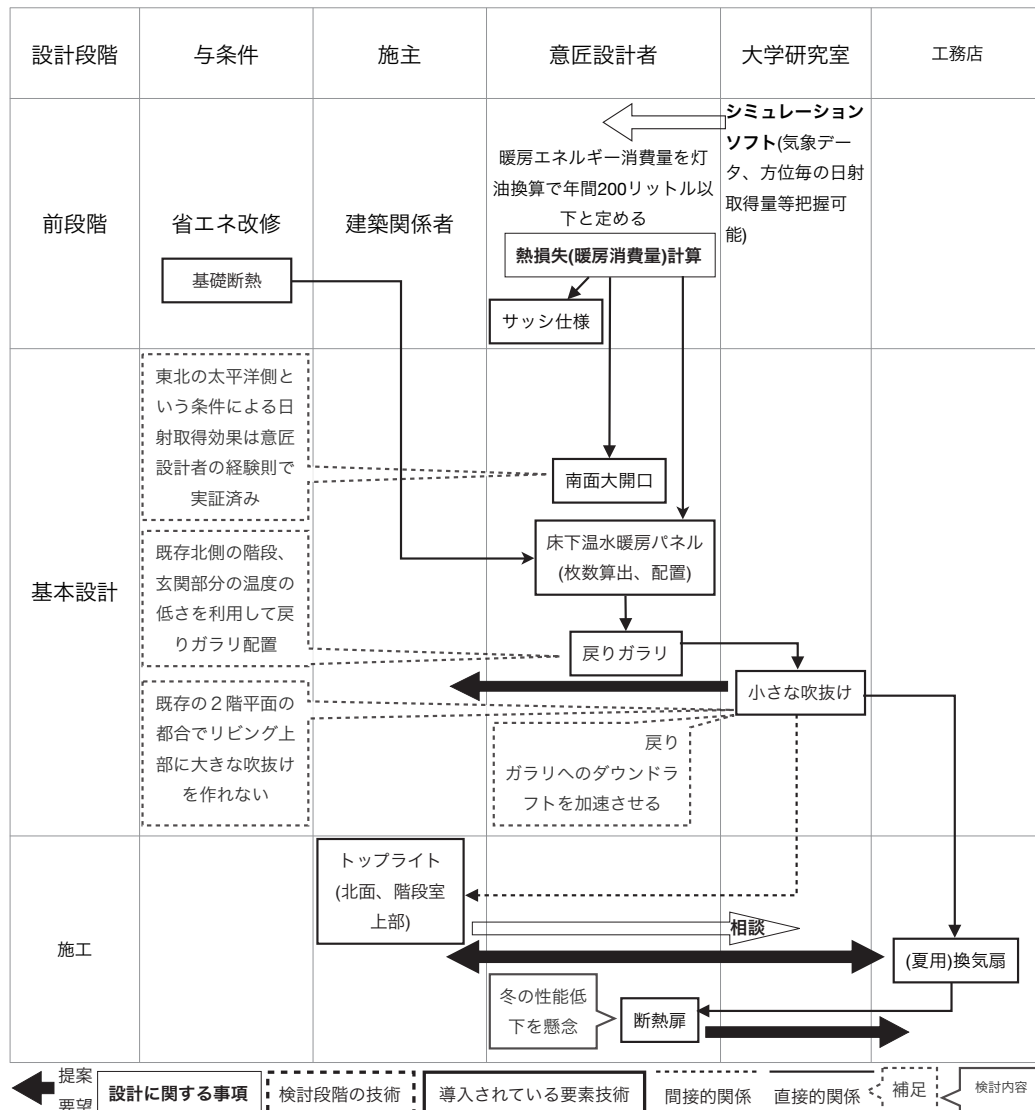 設計段階
与条件
施主
意匠設計者
大学研究室
工務店
前段階
省エネ改修
建築関係者
暖房エネルギー消費量を灯
油換算で年間200リットル以
下と定める
シミュレーション
ソフト(気象デー
タ、方位毎の日射
取得量等把握可
能)
熱損失(暖房消費量)計算
基礎断熱
サッシ仕様
基本設計
東北の太平洋側と
いう条件による日
射取得効果は意匠
設計者の経験則で
実証済み
南面大開口
既存北側の階段、
玄関部分の温度の
低さを利用して戻
りガラリ配置
床下温水暖房パネル
(枚数算出、配置)
戻りガラリ
小さな吹抜け
既存の２階平面の
都合でリビング上
部に大きな吹抜け
を作れない
戻り
ガラリへのダウンドラ
フトを加速させる
施工
トップライト
(北面、階段室
上部)
相談
(夏用)換気扇
冬の性能低
下を懸念
断熱扉
提案
要望
設計に関する事項
検討段階の技術
導入されている要素技術
間接的関係
直接的関係
補足
検討内容